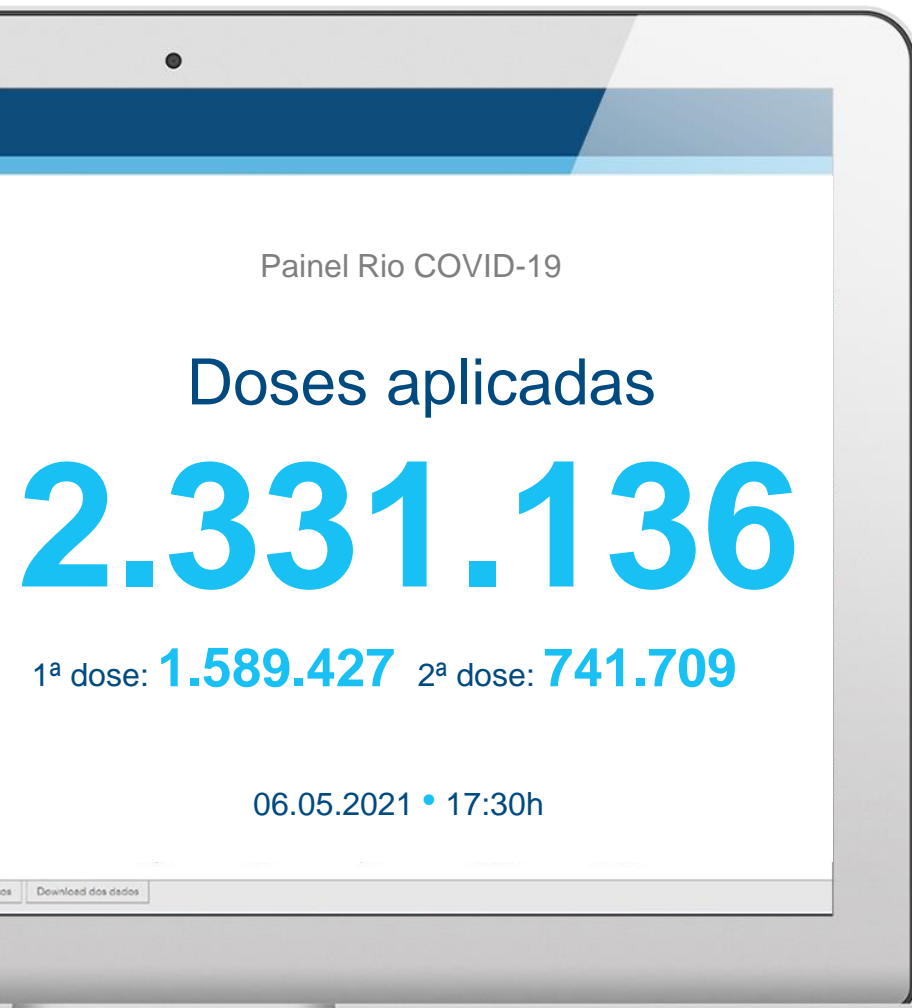 Painel Rio COVID-19
Doses aplicadas
2.331.136
1ª dose: 1.589.427 2ª dose: 741.709
06.05.2021 • 17:30h
Download dos dados